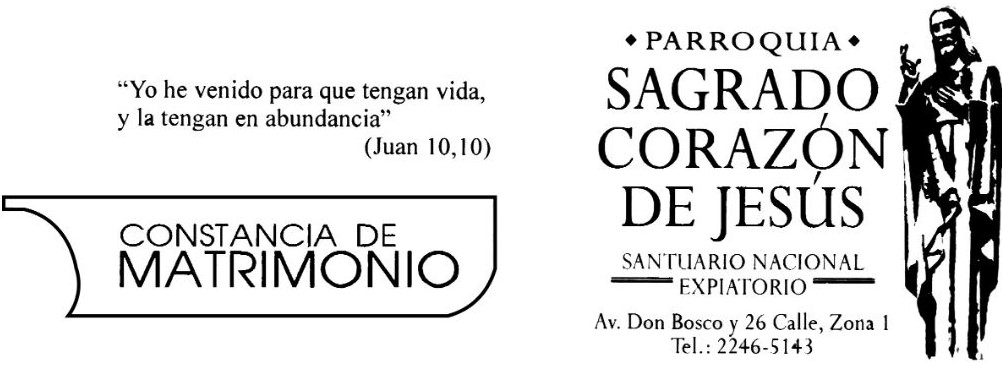 “Yo he venido para que tengan vida,
y la tengan en abundancia”
(Juan 10,10)
CONSTANCIA DE
MATRIMONIO
• PARROQUIA •
SAGRADO
CORAZÓN
DE JESÚS
SANTUARIO NACIONAL
EXPIATORIO
Av. Don Bosco y 26 Calle, Zona 1
Tel.: 2246-5143